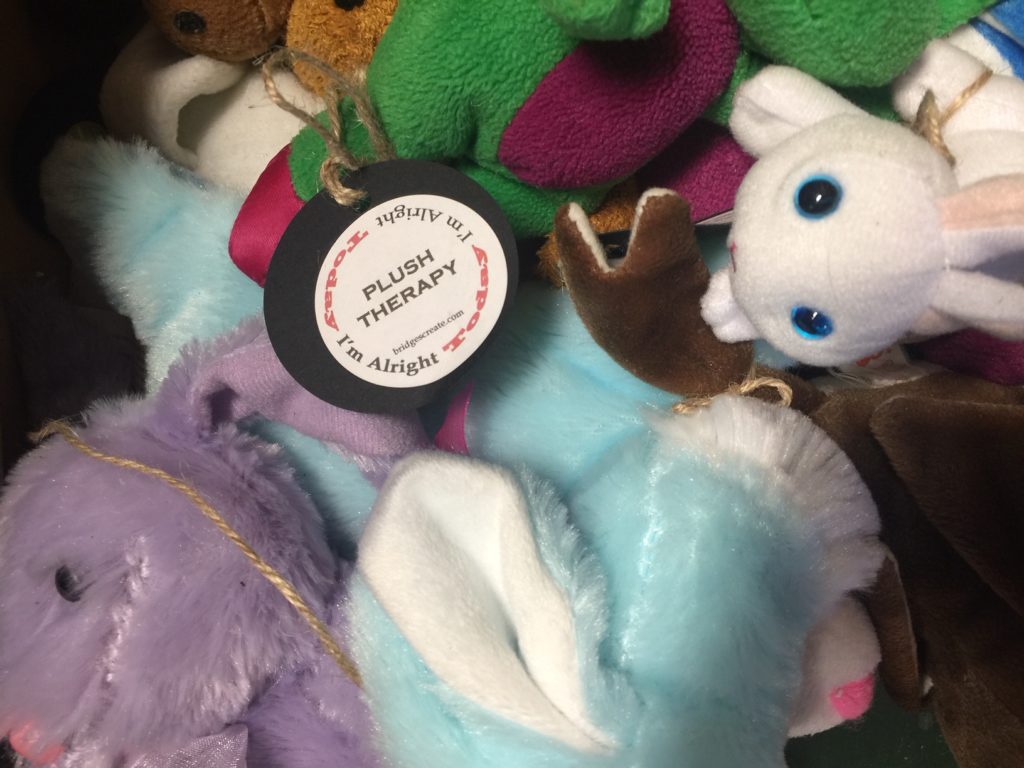 I'm Alright
Today
PLUSH
THERAPY
bridgescreate.com
I'm Alright
Today